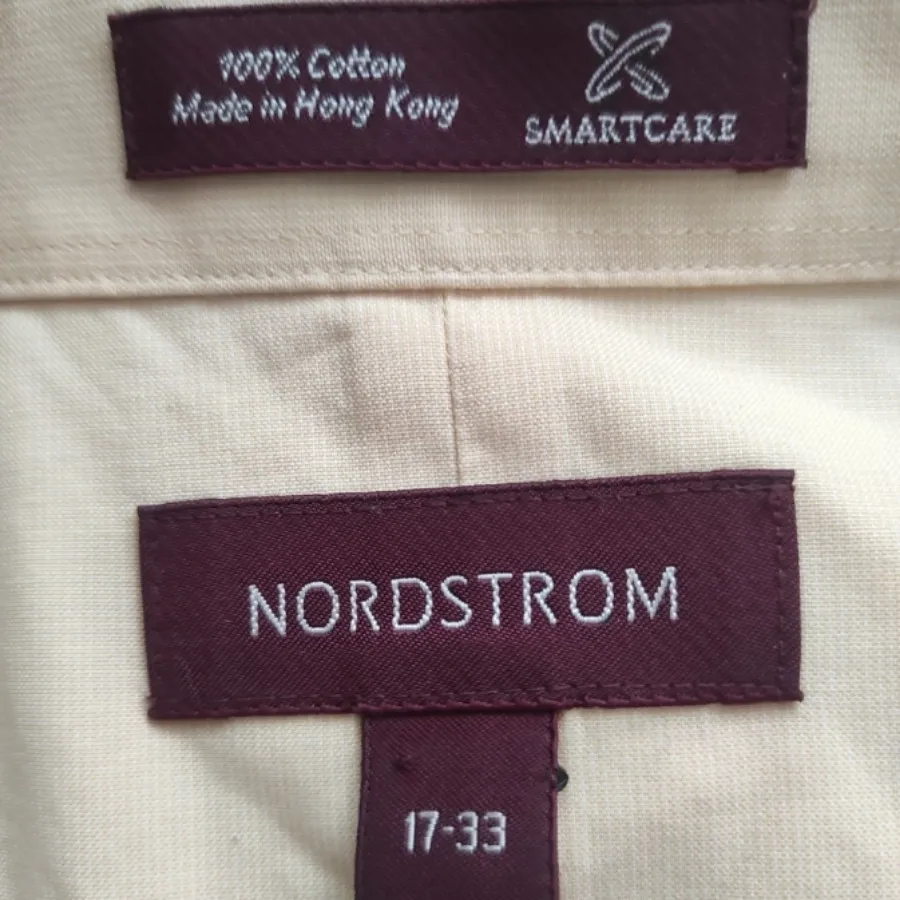 100% Cotton
Made in Hong Kong
SMARTCARE
NORDSTROM
17-33